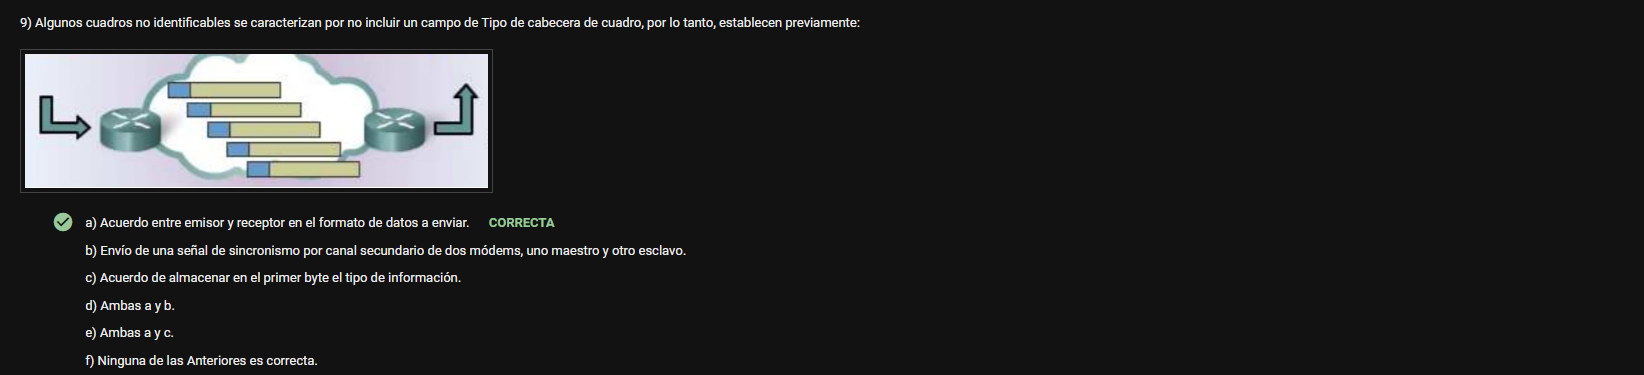 9) Algunos cuadros no identificables se caracterizan por no incluir un campo de Tipo de cabecera de cuadro, por lo tanto, establecen previamente:
a) Acuerdo entre emisor y receptor en el formato de datos a enviar. CORRECTA
b) Envío de una señal de sincronismo por canal secundario de dos módems, uno maestro y otro esclavo.
c) Acuerdo de almacenar en el primer byte el tipo de información.
d) Ambas a y b.
e) Ambas a y c.
f) Ninguna de las Anteriores es correcta.